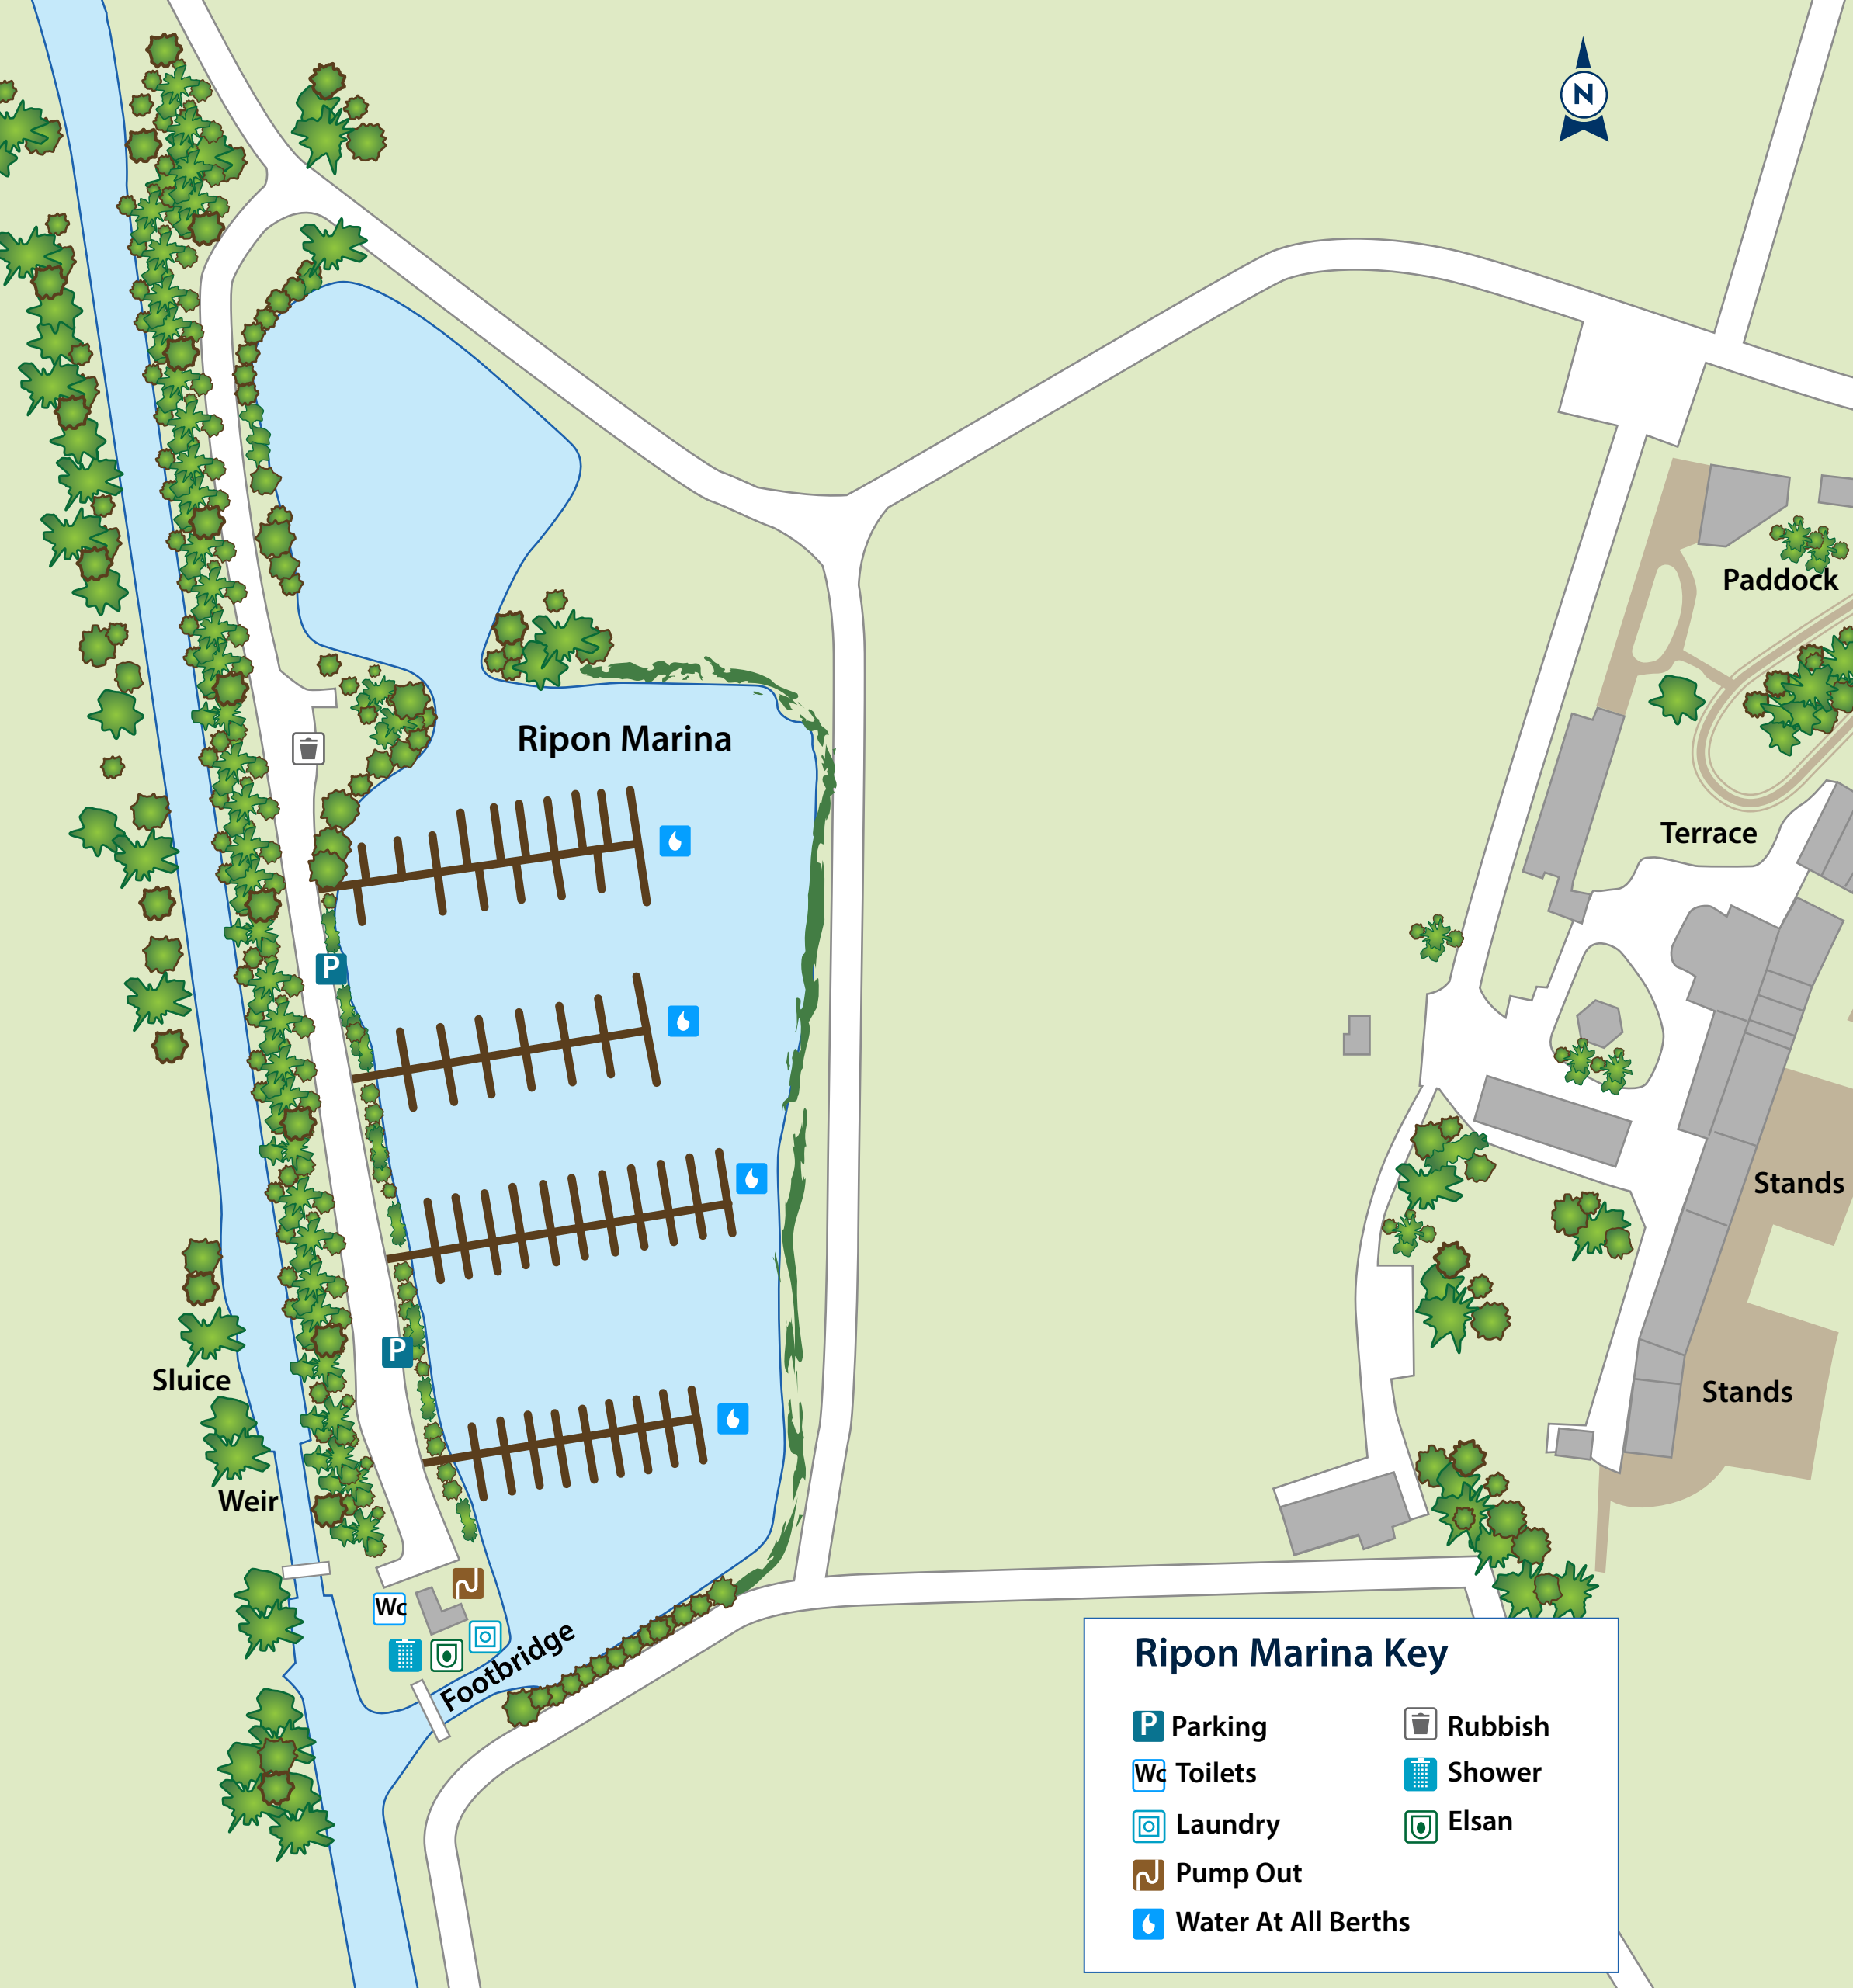 N
Paddock
Ripon Marina
Terrace
P
Stands
P
Sluice
Stands
Weir
Wc
Footbridge
Ripon Marina Key
P Parking
Rubbish
Wc Toilets
Shower
Laundry
Elsan
Pump Out
Water At All Berths